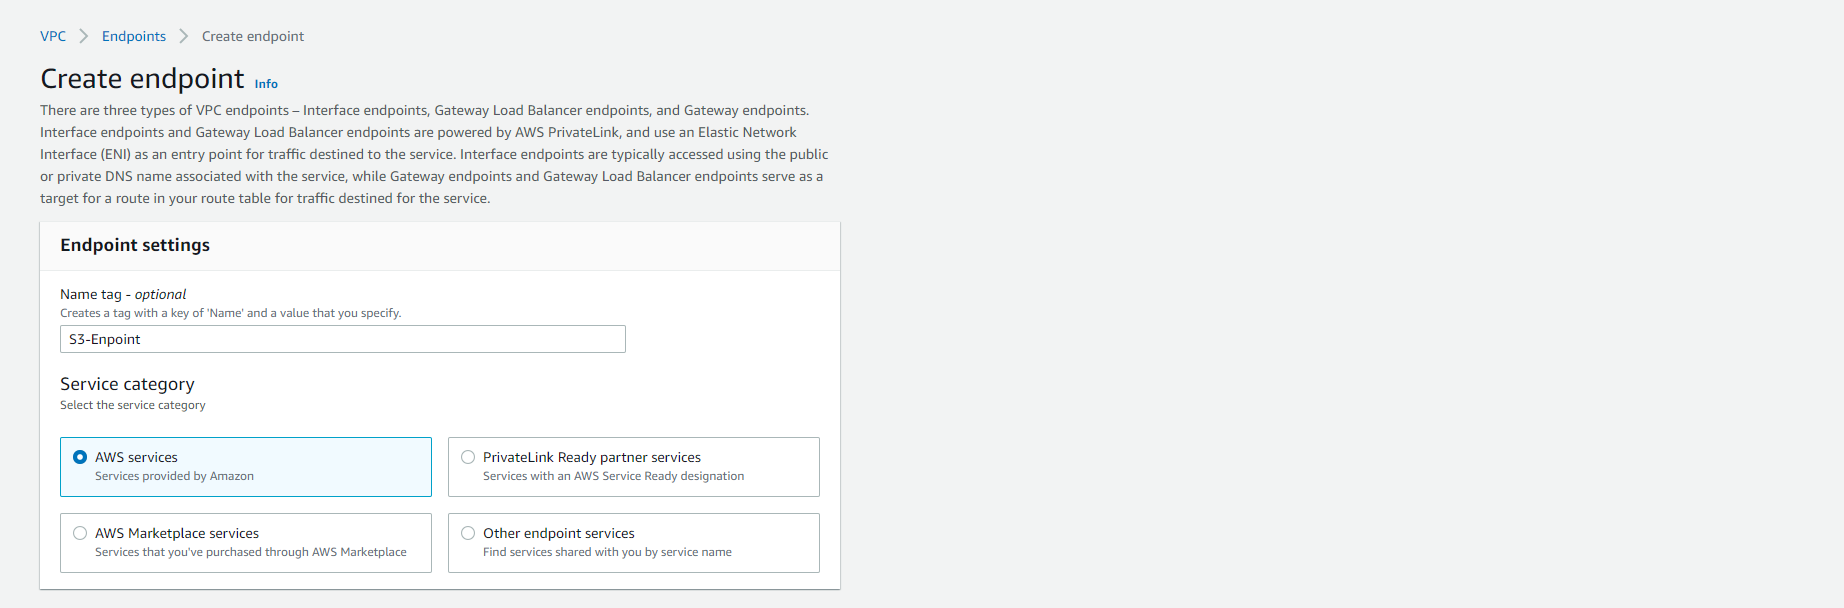 VPC > Endpoints > Create endpoint
Create endpoint Info
There are three types of VPC endpoints – Interface endpoints, Gateway Load Balancer endpoints, and Gateway endpoints.
Interface endpoints and Gateway Load Balancer endpoints are powered by AWS PrivateLink, and use an Elastic Network
Interface (ENI) as an entry point for traffic destined to the service. Interface endpoints are typically accessed using the public
or private DNS name associated with the service, while Gateway endpoints and Gateway Load Balancer endpoints serve as a
target for a route in your route table for traffic destined for the service.
Endpoint settings
Name tag - optional
Creates a tag with a key of 'Name' and a value that you specify.
S3-Enpoint
Service category
Select the service category
AWS services
Services provided by Amazon
PrivateLink Ready partner services
Services with an AWS Service Ready designation
AWS Marketplace services
Services that you've purchased through AWS Marketplace
Other endpoint services
Find services shared with you by service name